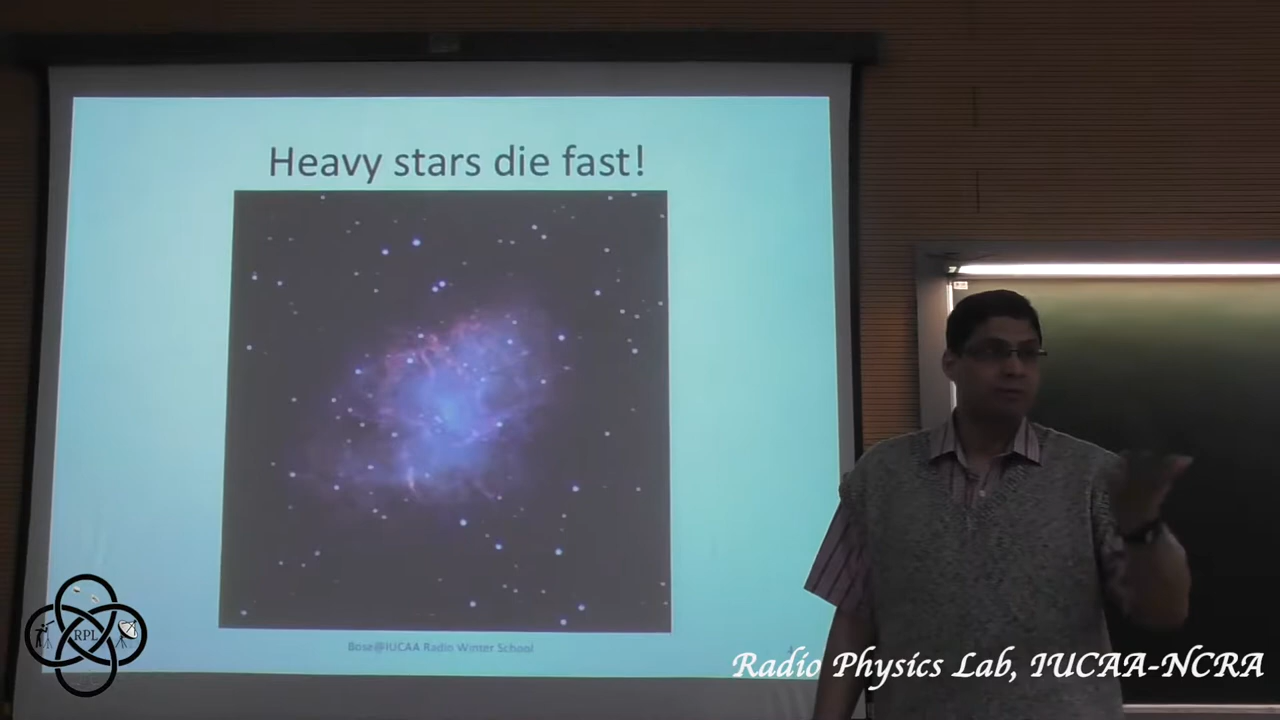 Heavy stars die fast!
Bose@IUCAA Radio Winter School
RPL
Radio Physics Lab, IUCAA-NCRA